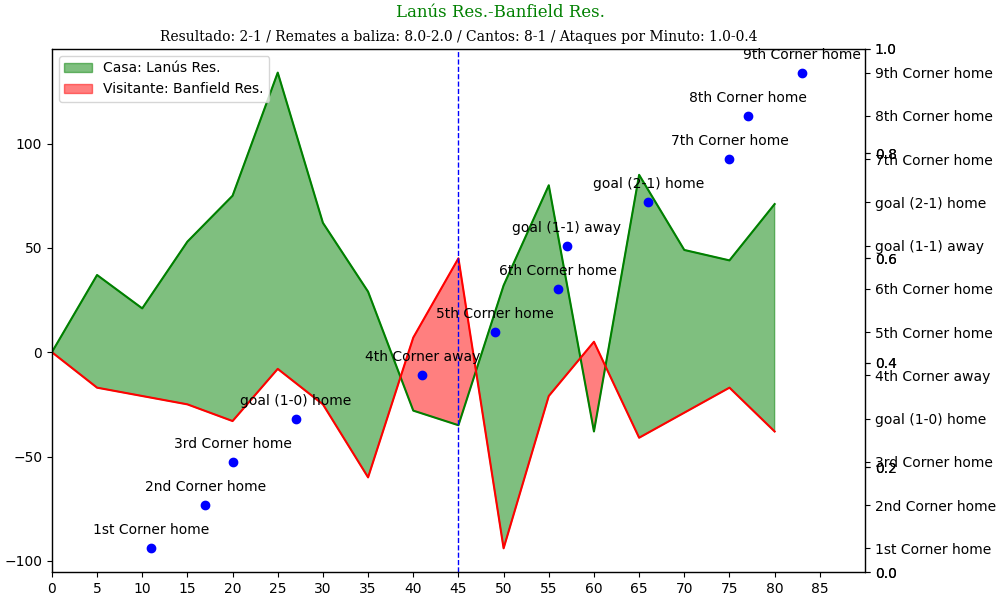 Lanús Res.-Banfield Res.
Resultado: 2-1 / Remates a baliza: 8.0-2.0 / Cantos: 8-1 / Ataques por Minuto: 1.0-0.4
Casa: Lanús Res.
Visitante: Banfield Res.
9th Corner home
8th Corner home
7th Corner home
goal (2-1) home
goal (1-1) away
6th Corner home
5th Corner home
4th Corner away
goal (1-0) home
3rd Corner home
2nd Corner home
1st Corner home
100
50
0
−50
−100
0 5 10 15 20 25 30 35 40 45 50 55 60 65 70 75 80 85
1.0
9th Corner home
8th Corner home
0.8
7th Corner home
goal (2-1) home
goal (1-1) away
0.6
6th Corner home
5th Corner home
0.4
4th Corner away
goal (1-0) home
3rd Corner home
0.2
2nd Corner home
1st Corner home
0.0